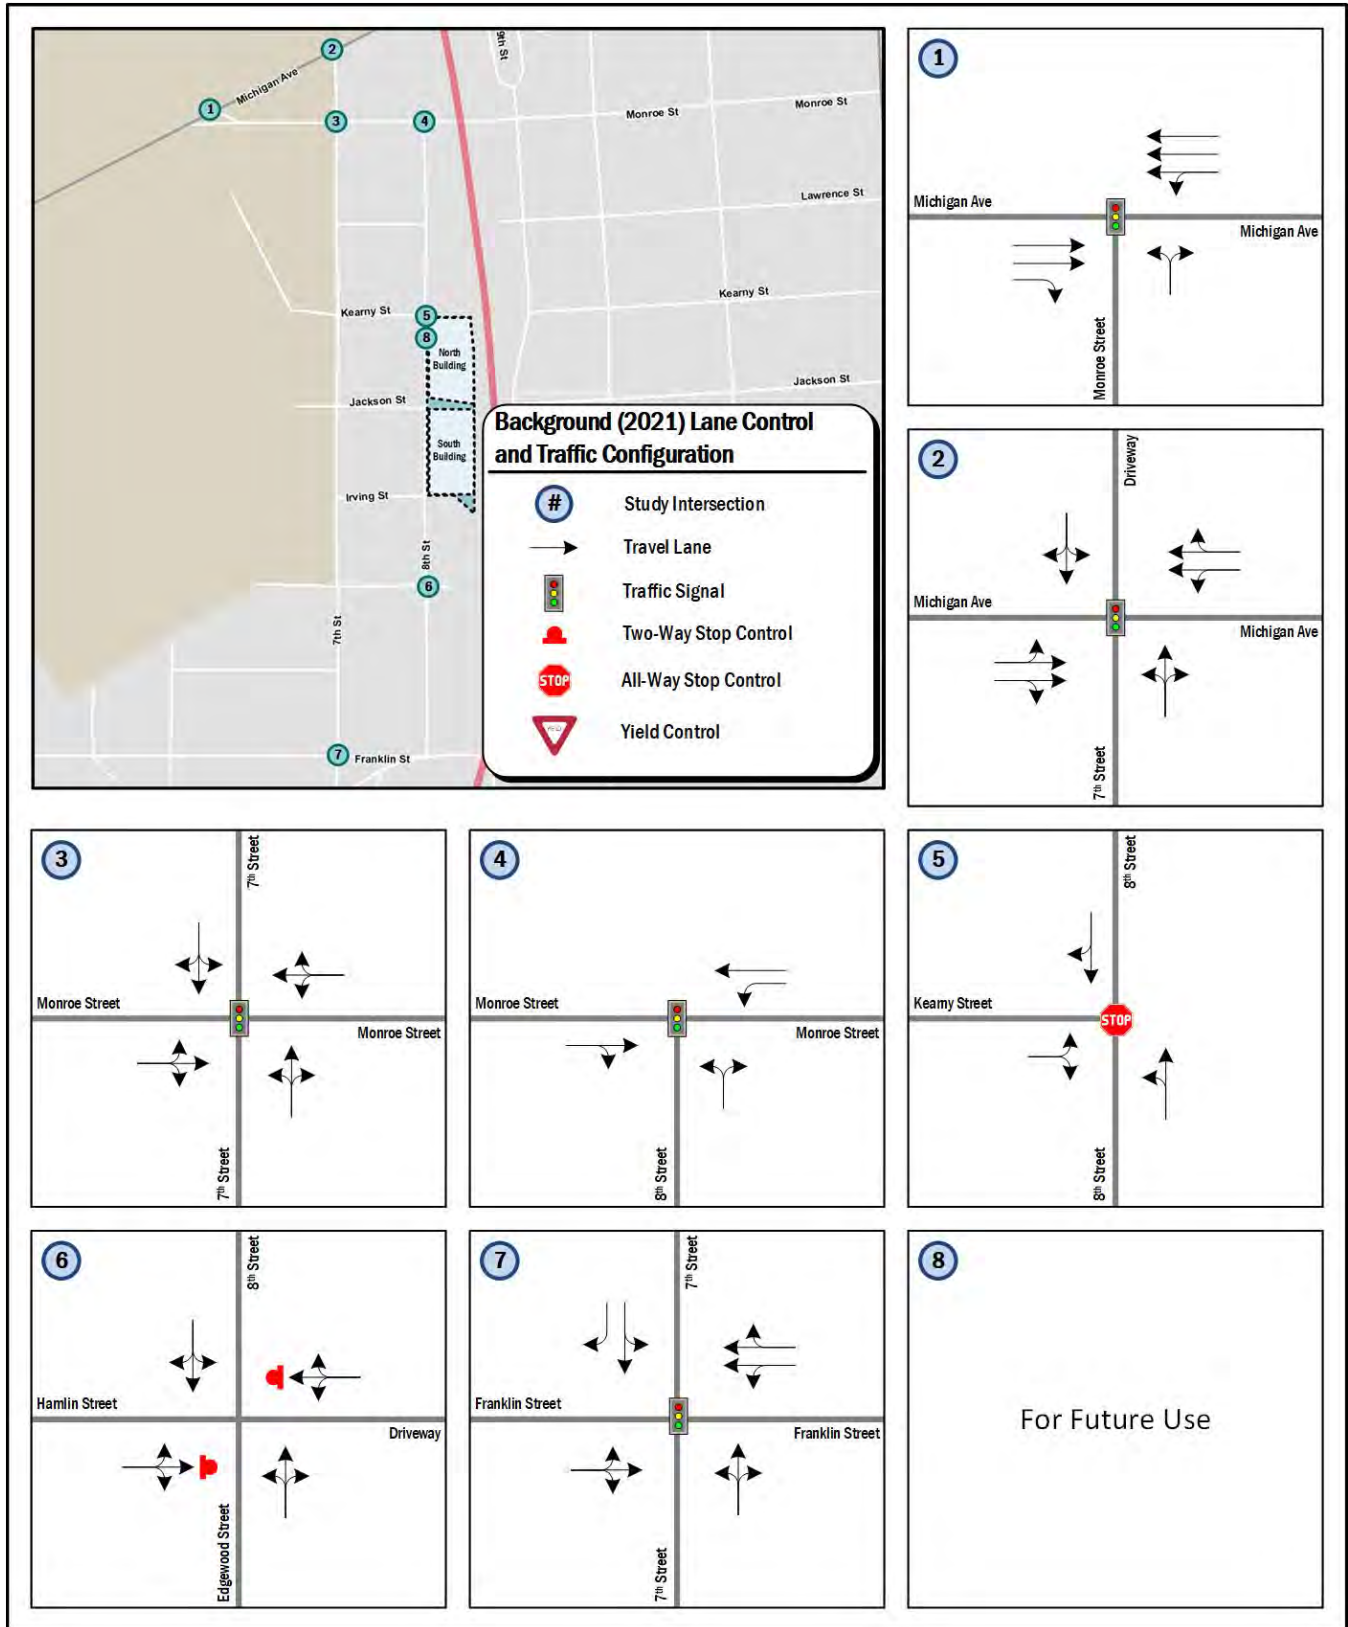 2
9th St
Michigan Ave
1
3
4
Monroe St
Monroe St
Lawrence St
Kearny St
5
Kearny St
8
North
Building
Jackson St
Jackson St
South
Building
Irving St
8th St
6
7th St
7
Franklin St
Background (2021) Lane Control
and Traffic Configuration
#
Study Intersection
Travel Lane
Traffic Signal
Two-Way Stop Control
STOP
All-Way Stop Control
Yield Control
1
Michigan Ave
Michigan Ave
Monroe Street
2
Driveway
Michigan Ave
Michigan Ave
7th Street
3
7th Street
Monroe Street
Monroe Street
7th Street
4
Monroe Street
Monroe Street
8th Street
5
8th Street
Kearny Street
STOP
8th Street
6
8th Street
Hamlin Street
Driveway
Edgewood Street
7
7th Street
Franklin Street
Franklin Street
7th Street
8
For Future Use